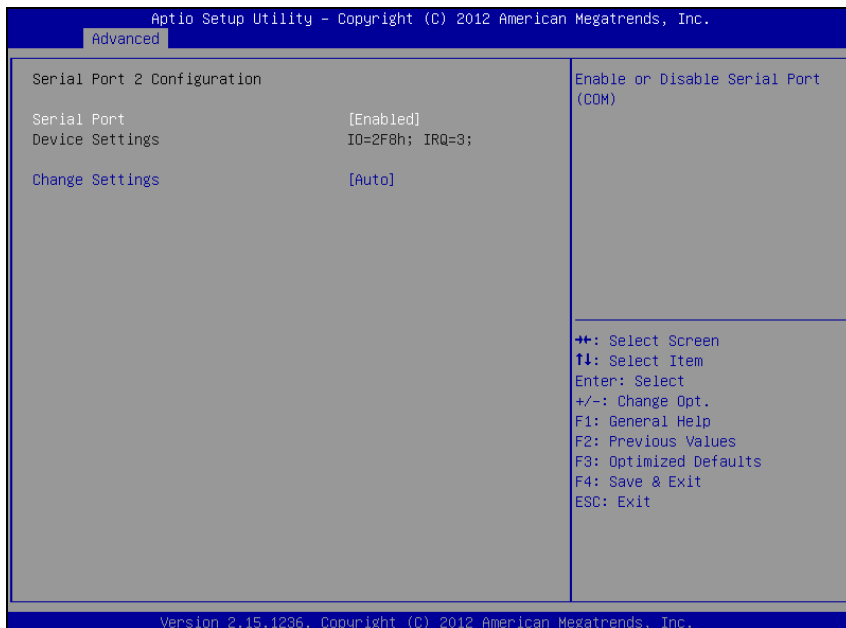 Aptio Setup Utility – Copyright (C) 2012 American Megatrends, Inc.
Advanced
Serial Port 2 Configuration
Serial Port [Enabled]
Device Settings IO=2F8h; IRQ=3;
Change Settings [Auto]
Enable or Disable Serial Port
(COM)
→←: Select Screen
↑↓: Select Item
Enter: Select
+/-: Change Opt.
F1: General Help
F2: Previous Values
F3: Optimized Defaults
F4: Save & Exit
ESC: Exit
Version 2.15.1236. Copyright (C) 2012 American Megatrends, Inc.